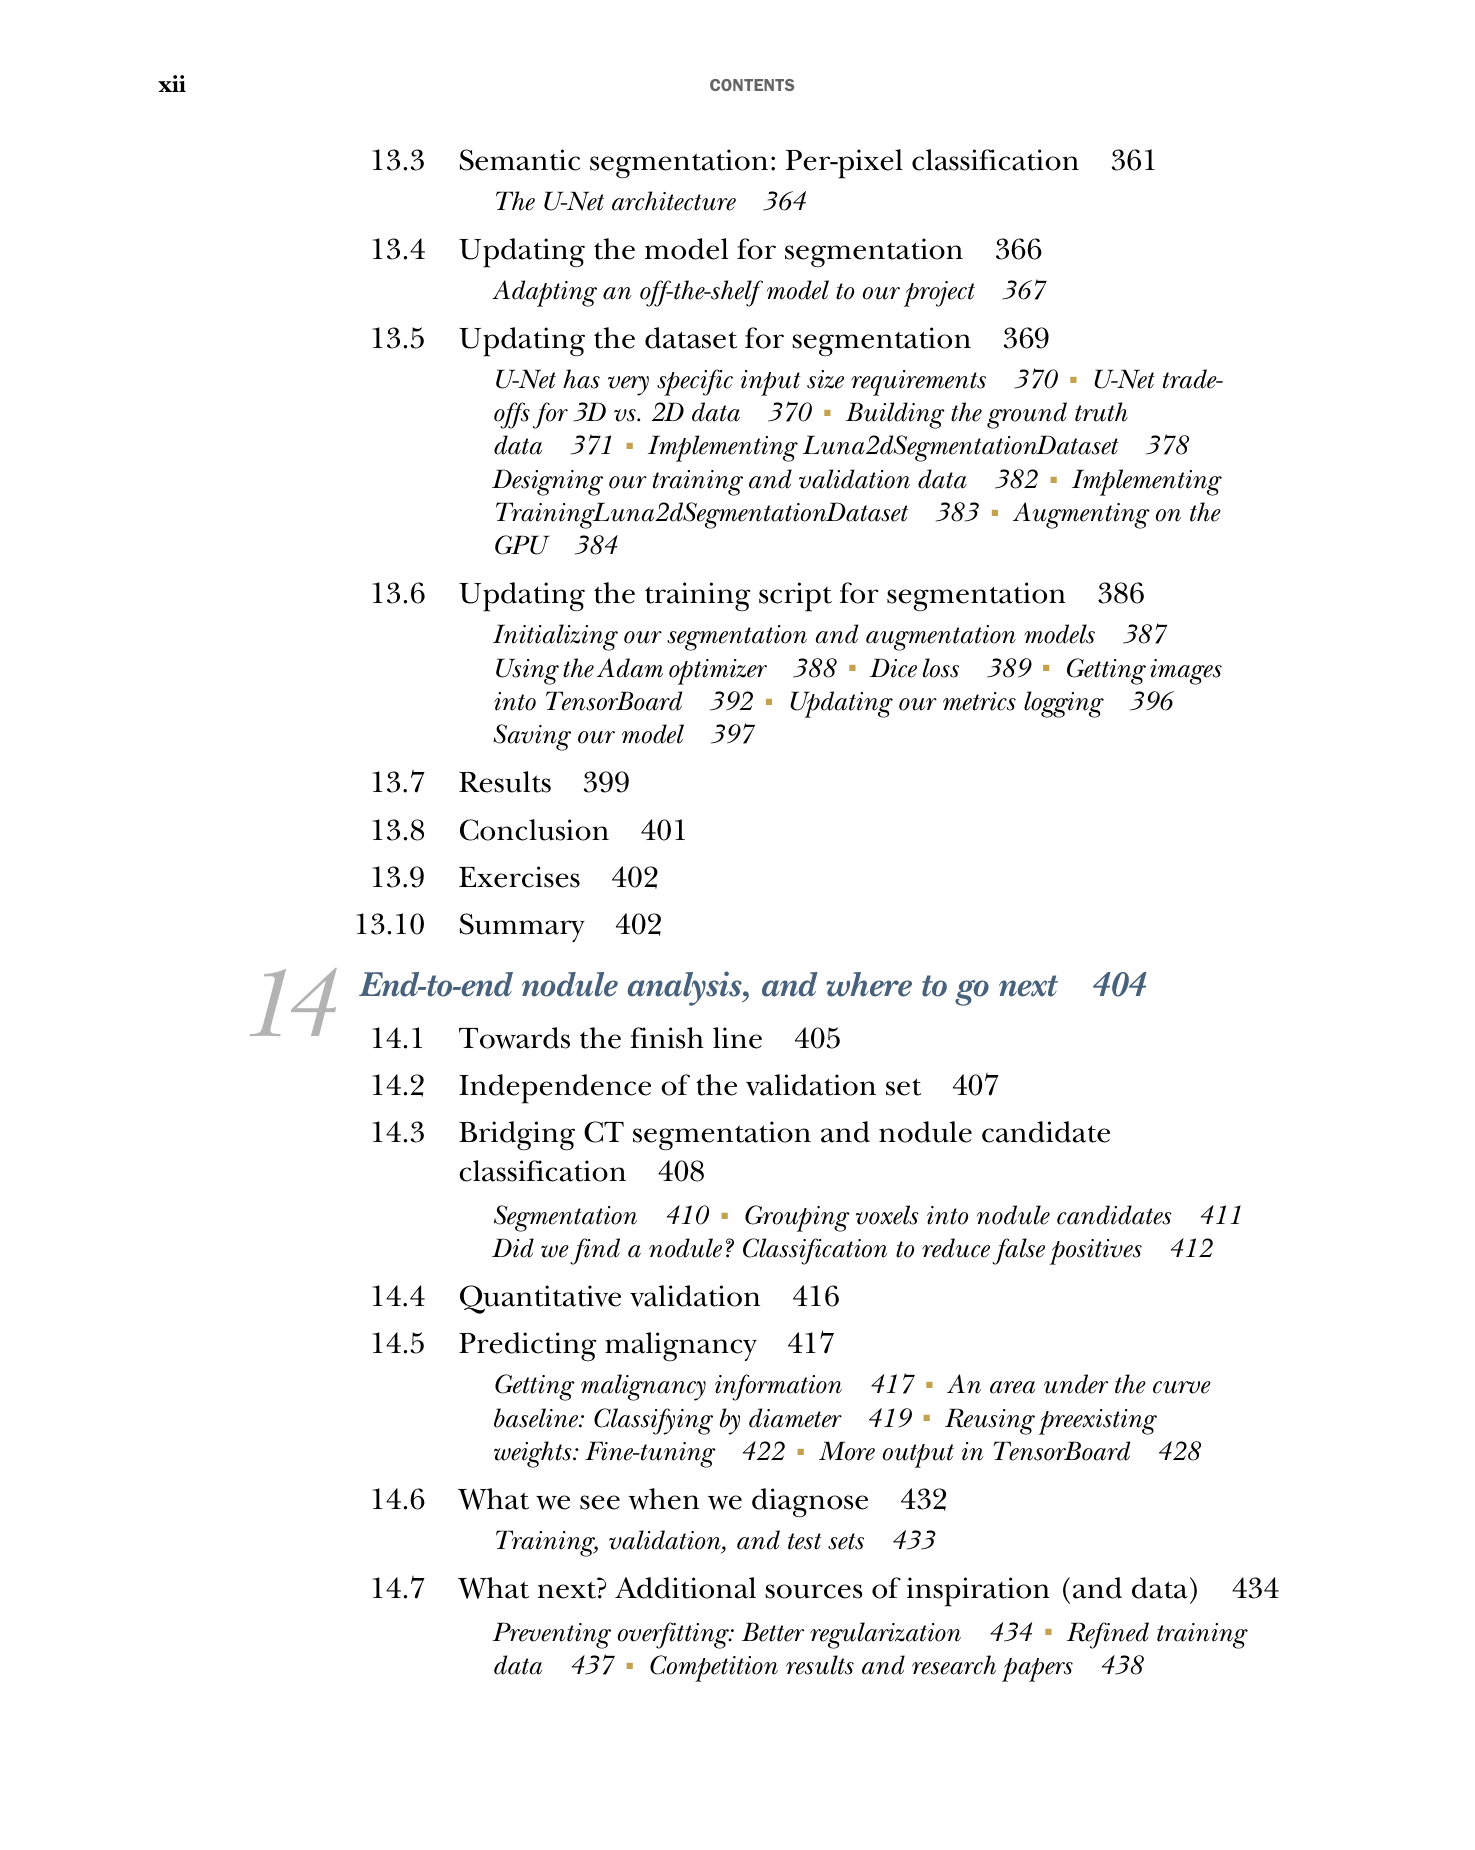 xii
CONTENTS
13.3 Semantic segmentation: Per-pixel classification 361
The U-Net architecture 364
13.4 Updating the model for segmentation 366
Adapting an off-the-shelf model to our project 367
13.5 Updating the dataset for segmentation 369
U-Net has very specific input size requirements 370 ▪ U-Net trade-
offs for 3D vs. 2D data 370 ▪ Building the ground truth
data 371 ▪ Implementing Luna2dSegmentationDataset 378
Designing our training and validation data 382 ▪ Implementing
TrainingLuna2dSegmentationDataset 383 ▪ Augmenting on the
GPU 384
13.6 Updating the training script for segmentation 386
Initializing our segmentation and augmentation models 387
Using the Adam optimizer 388 ▪ Dice loss 389 ▪ Getting images
into TensorBoard 392 ▪ Updating our metrics logging 396
Saving our model 397
13.7 Results 399
13.8 Conclusion 401
13.9 Exercises 402
13.10 Summary 402
14 End-to-end nodule analysis, and where to go next 404
14.1 Towards the finish line 405
14.2 Independence of the validation set 407
14.3 Bridging CT segmentation and nodule candidate
classification 408
Segmentation 410 ▪ Grouping voxels into nodule candidates 411
Did we find a nodule? Classification to reduce false positives 412
14.4 Quantitative validation 416
14.5 Predicting malignancy 417
Getting malignancy information 417 ▪ An area under the curve
baseline: Classifying by diameter 419 ▪ Reusing preexisting
weights: Fine-tuning 422 ▪ More output in TensorBoard 428
14.6 What we see when we diagnose 432
Training, validation, and test sets 433
14.7 What next? Additional sources of inspiration (and data) 434
Preventing overfitting: Better regularization 434 ▪ Refined training
data 437 ▪ Competition results and research papers 438